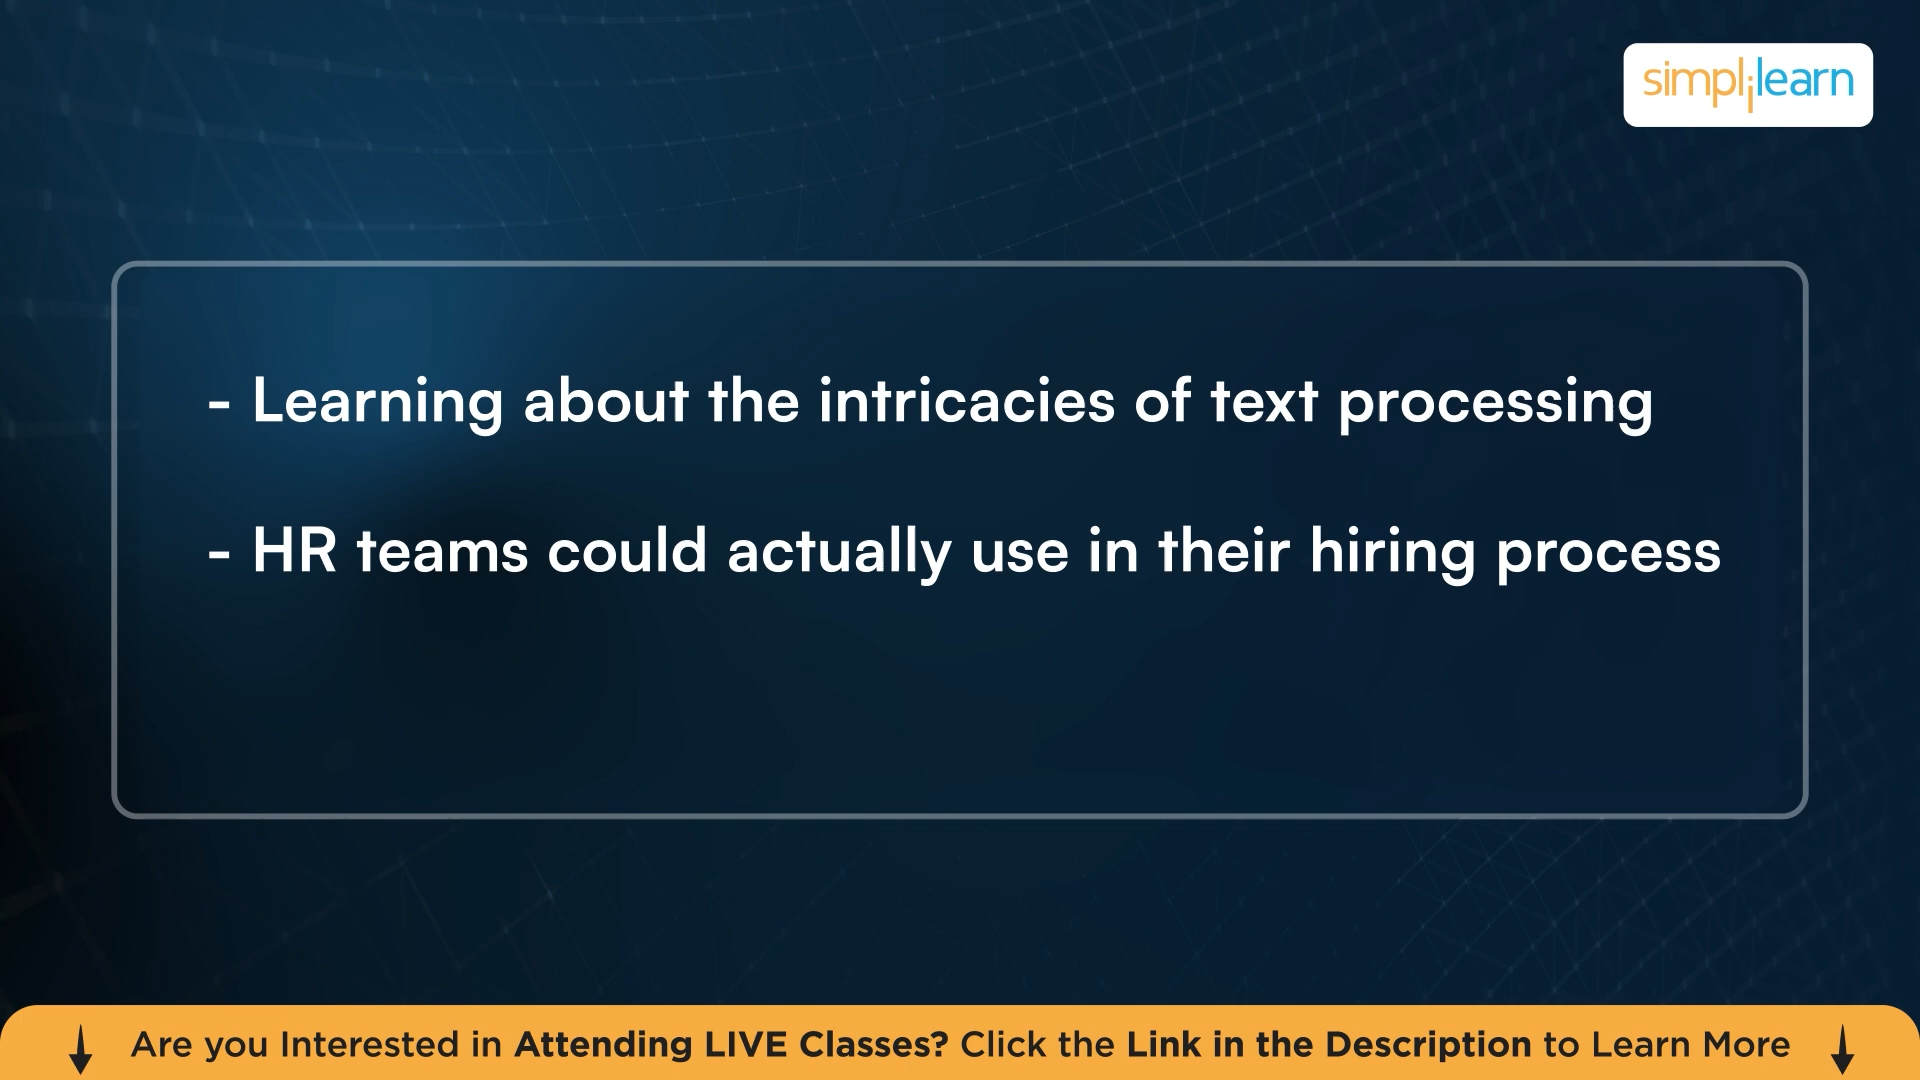 simplilearn
- Learning about the intricacies of text processing
- HR teams could actually use in their hiring process
Are you Interested in Attending LIVE Classes? Click the Link in the Description to Learn More